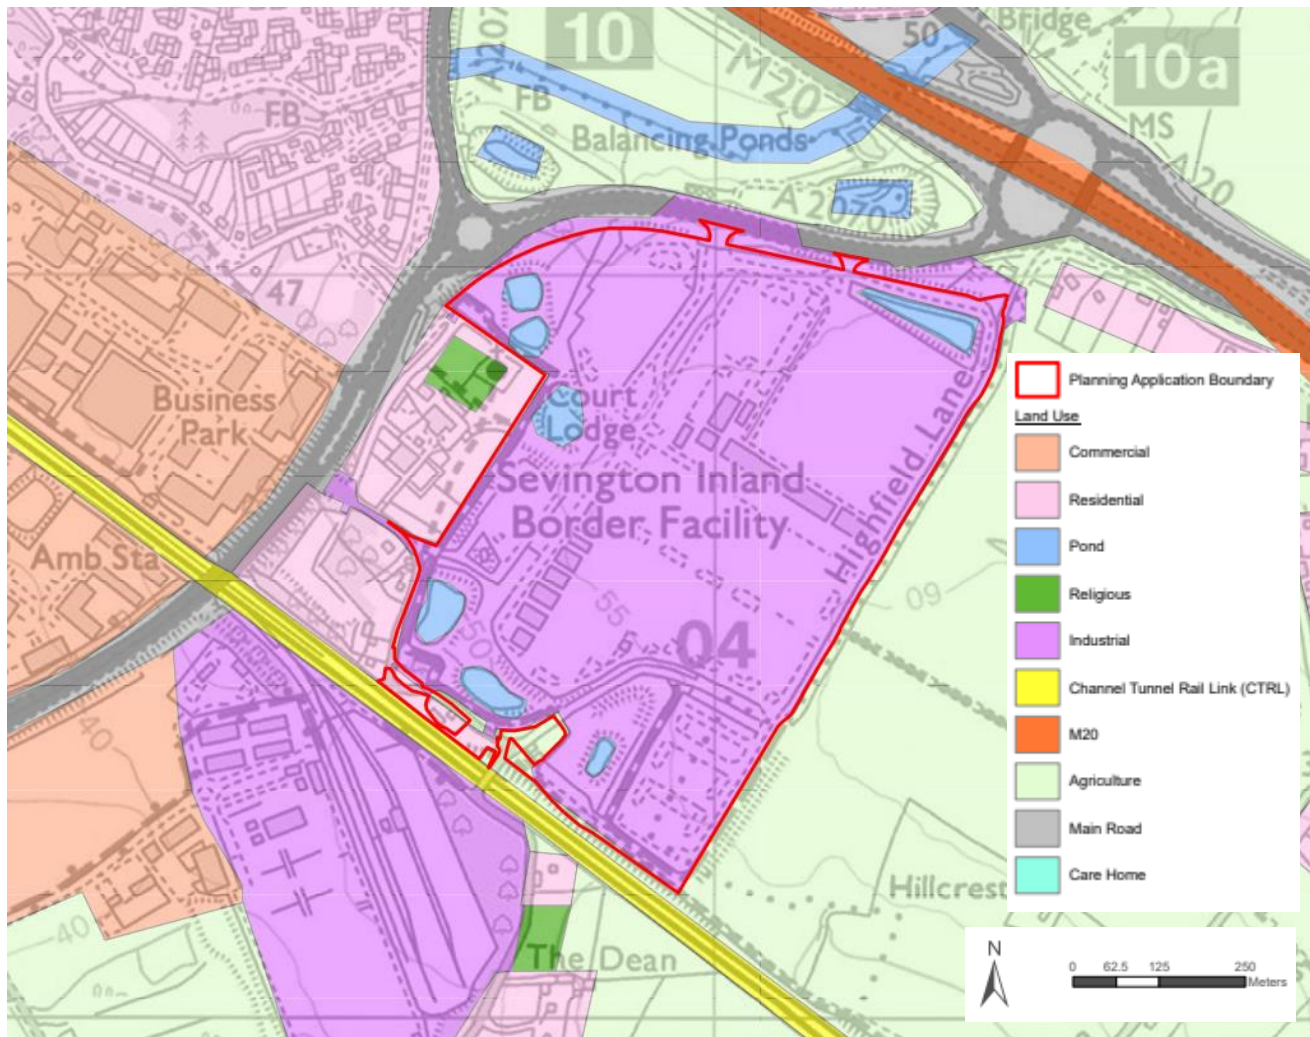 A207
10
Bridge
50
10a
M20
FB
FB
Balancing Ponds
MS
A 20
A 2070
47
Business
Park
Court
Lodge
Sevington Inland
Border Facility
Highfield Lane
Amb Sta
55
09
50
04
40
40
Hillcrest
The Dean
Planning Application Boundary
Land Use
Commercial
Residential
Pond
Religious
Industrial
Channel Tunnel Rail Link (CTRL)
M20
Agriculture
Main Road
Care Home
N
0 62.5 125 250
Meters